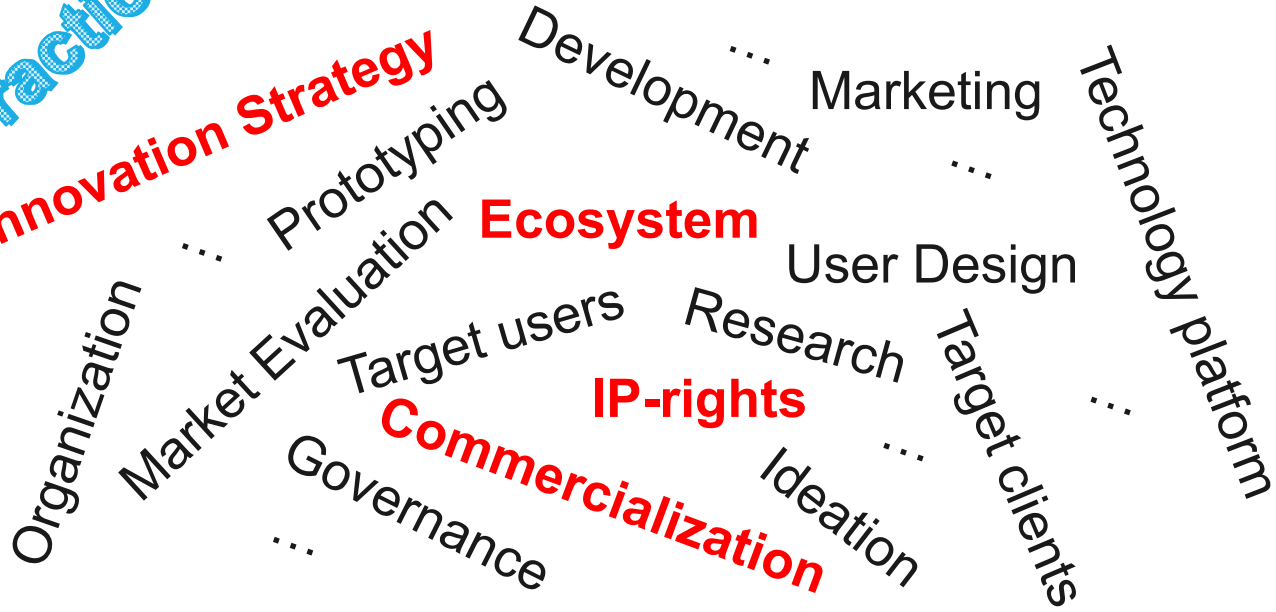 Development
…
Marketing
Technology platform
nnovation Strategy
Prototyping
…
Ecosystem
…
User Design
Organization
Market Evaluation
Target users
Research
Target clients
IP-rights
…
Commercialization
…
Governance
Ideation
…